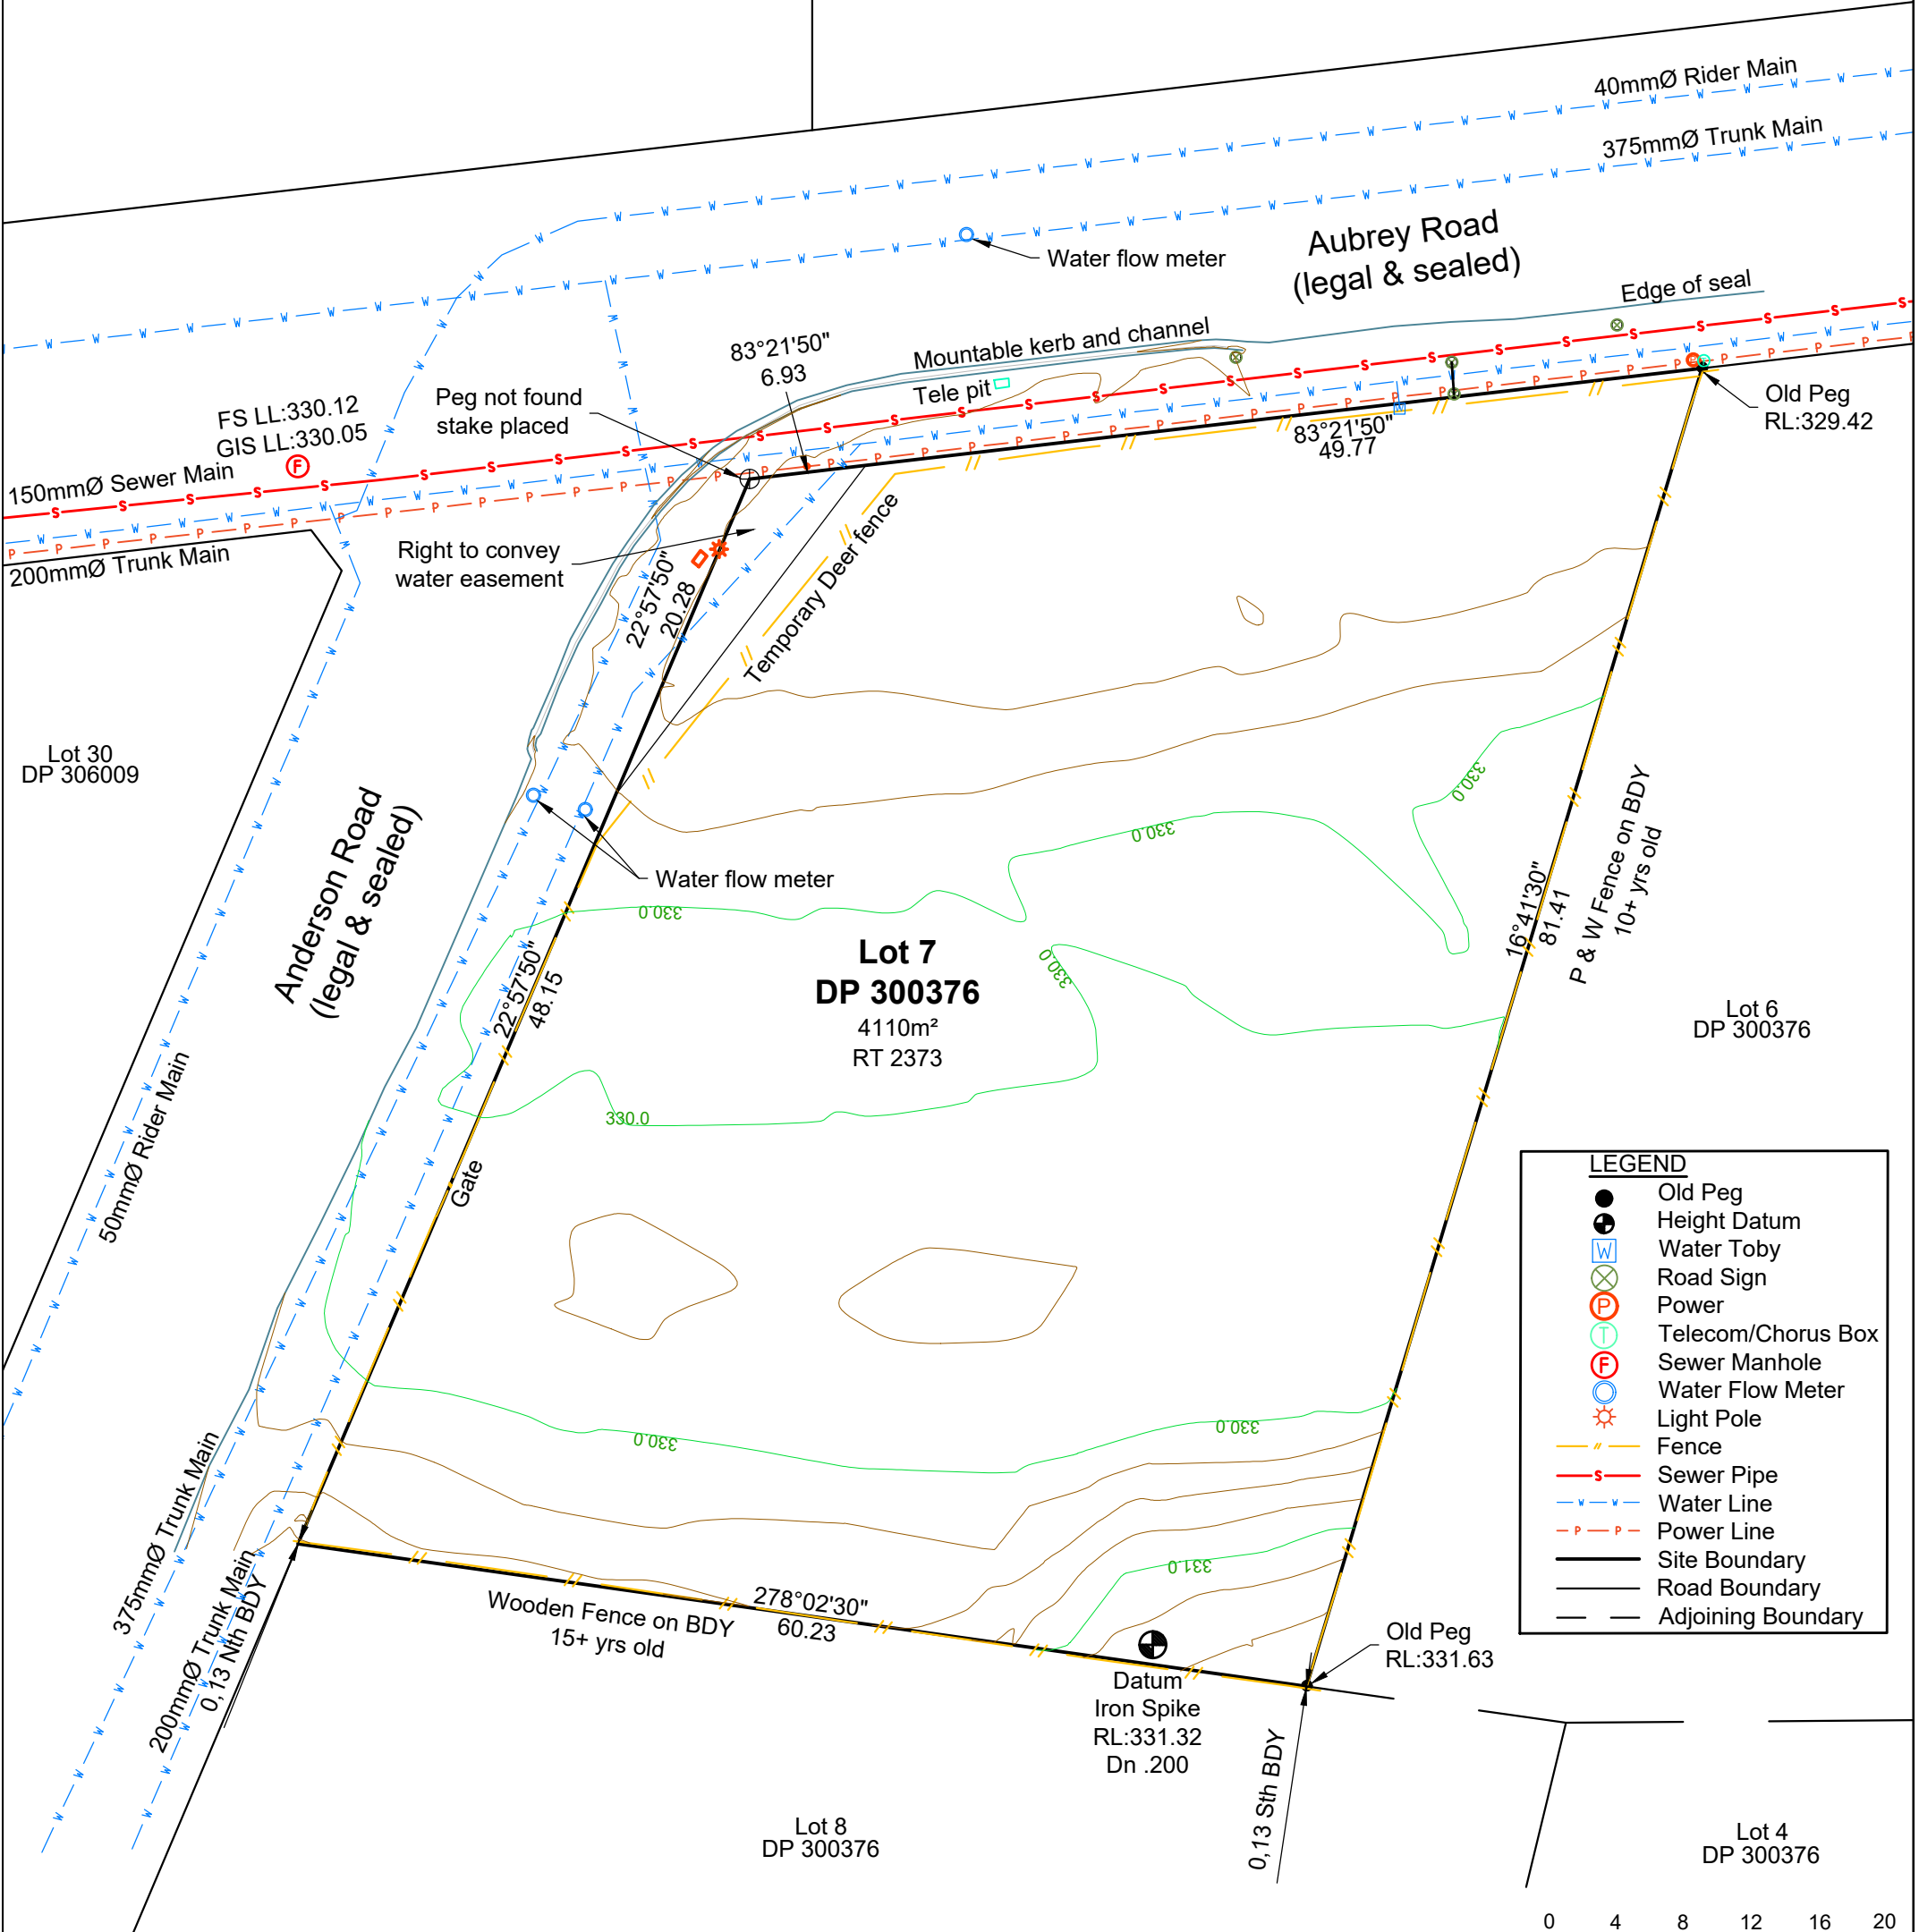 40mmØ Rider Main
375mmØ Trunk Main
Aubrey Road
(legal & sealed)
Water flow meter
Edge of seal
Mountable kerb and channel
83°21'50"
6.93
Tele pit
Peg not found
stake placed
FS LL:330.12
GIS LL:330.05
F
150mmØ Sewer Main
200mmØ Trunk Main
Old Peg
RL:329.42
83°21'50"
49.77
W
Right to convey
water easement
22°57'50"
20.28
Temporary Deer fence
Lot 30
DP 306009
Anderson Road
(legal & sealed)
Water flow meter
330.0
330.0
330.0
330.0
P & W Fence on BDY
10+ yrs old
16°41'30"
81.41
Lot 7
DP 300376
4110m²
RT 2373
22°57'50"
48.15
Lot 6
DP 300376
50mmØ Rider Main
330.0
Gate
LEGEND
Old Peg
Height Datum
W Water Toby
Road Sign
P Power
T Telecom/Chorus Box
F Sewer Manhole
Water Flow Meter
Light Pole
Fence
S Sewer Pipe
W W Water Line
P P Power Line
Site Boundary
Road Boundary
Adjoining Boundary
330.0
330.0
331.0
375mmØ Trunk Main
200mmØ Trunk Main
0,13 Nth BDY
Wooden Fence on BDY
15+ yrs old
278°02'30"
60.23
Old Peg
RL:331.63
Datum
Iron Spike
RL:331.32
Dn .200
0,13 Sth BDY
Lot 8
DP 300376
Lot 4
DP 300376
0 4 8 12 16 20